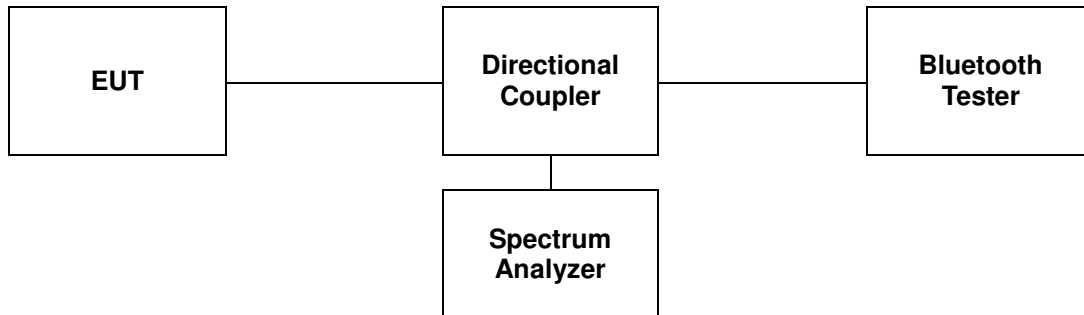 EUT
Directional
Coupler
Bluetooth
Tester
Spectrum
Analyzer